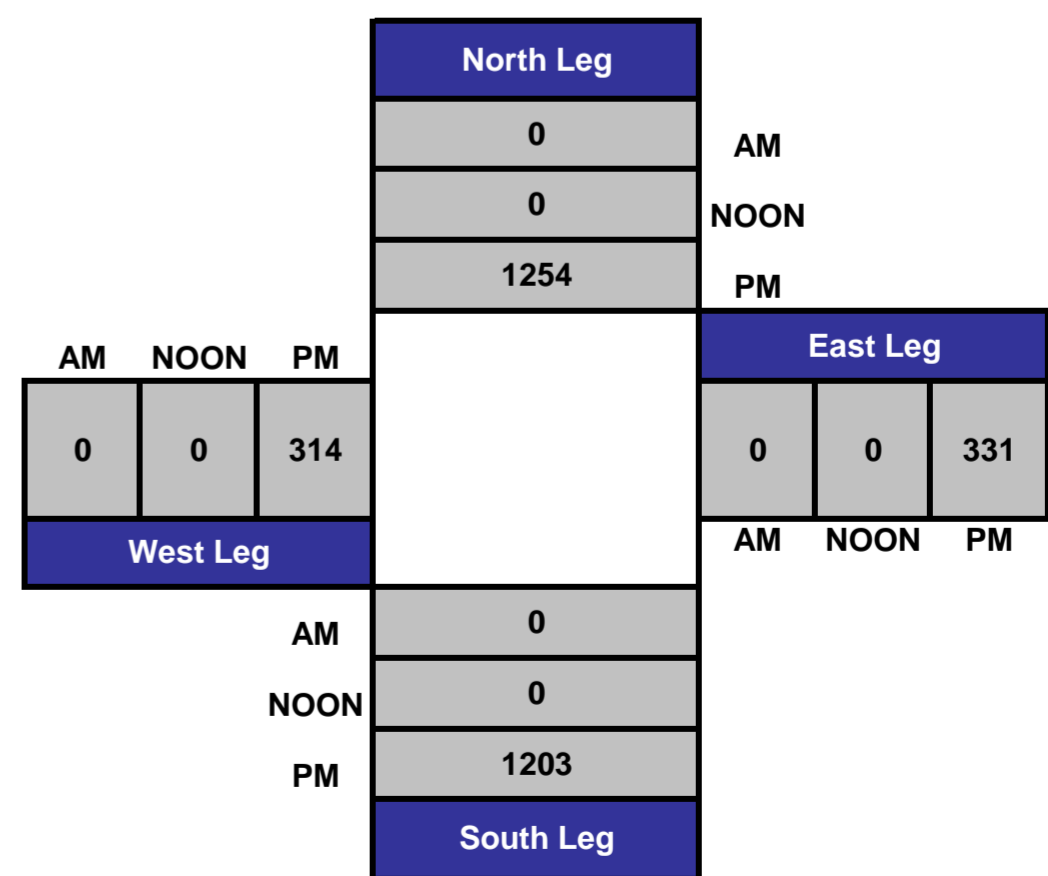 North Leg
0 AM
0 NOON
1254 PM
East Leg
AM NOON PM
0 0 314
0 0 331
West Leg
AM NOON PM
AM 0
NOON 0
PM 1203
South Leg